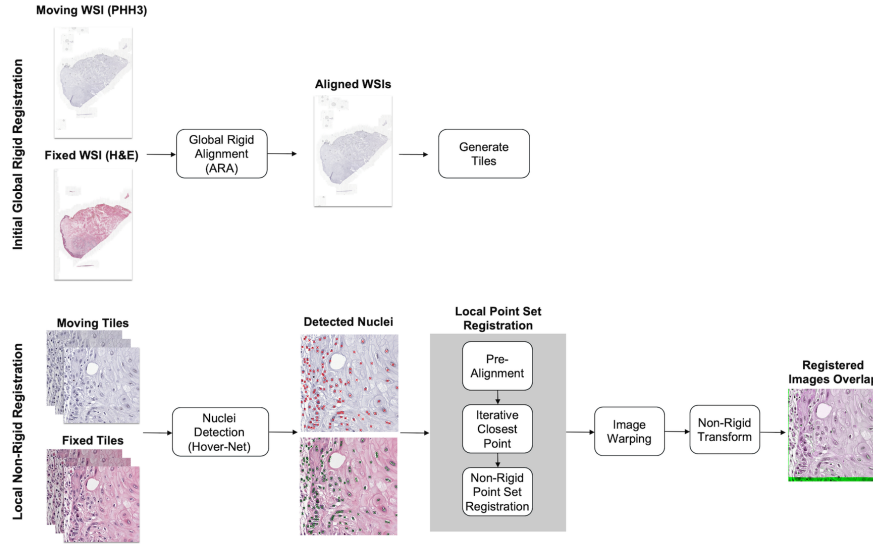 Moving WSI (PHH3)
Initial Global Rigid Registration
Fixed WSI (H&E)
Global Rigid
Alignment
(ARA)
Aligned WSIs
Generate
Tiles
Local Non-Rigid Registration
Moving Tiles
Fixed Tiles
Nuclei
Detection
(Hover-Net)
Detected Nuclei
Local Point Set
Registration
Pre-
Alignment
Iterative
Closest
Point
Non-Rigid
Point Set
Registration
Image
Warping
Non-Rigid
Transform
Registered
Images Overlap